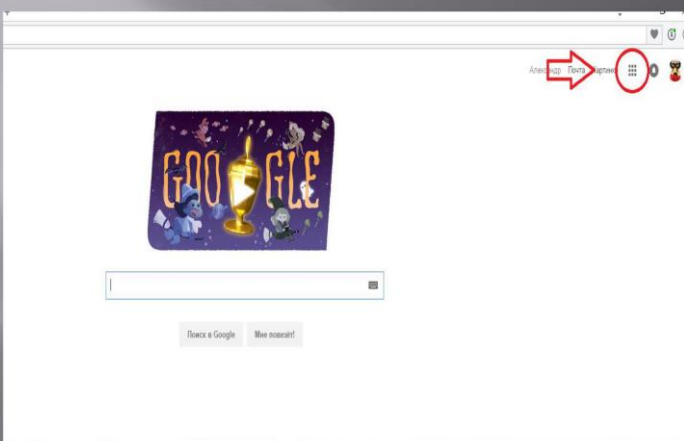 Александр Почта Картинки
GOOGLE
Поиск в Google Мне повезёт!